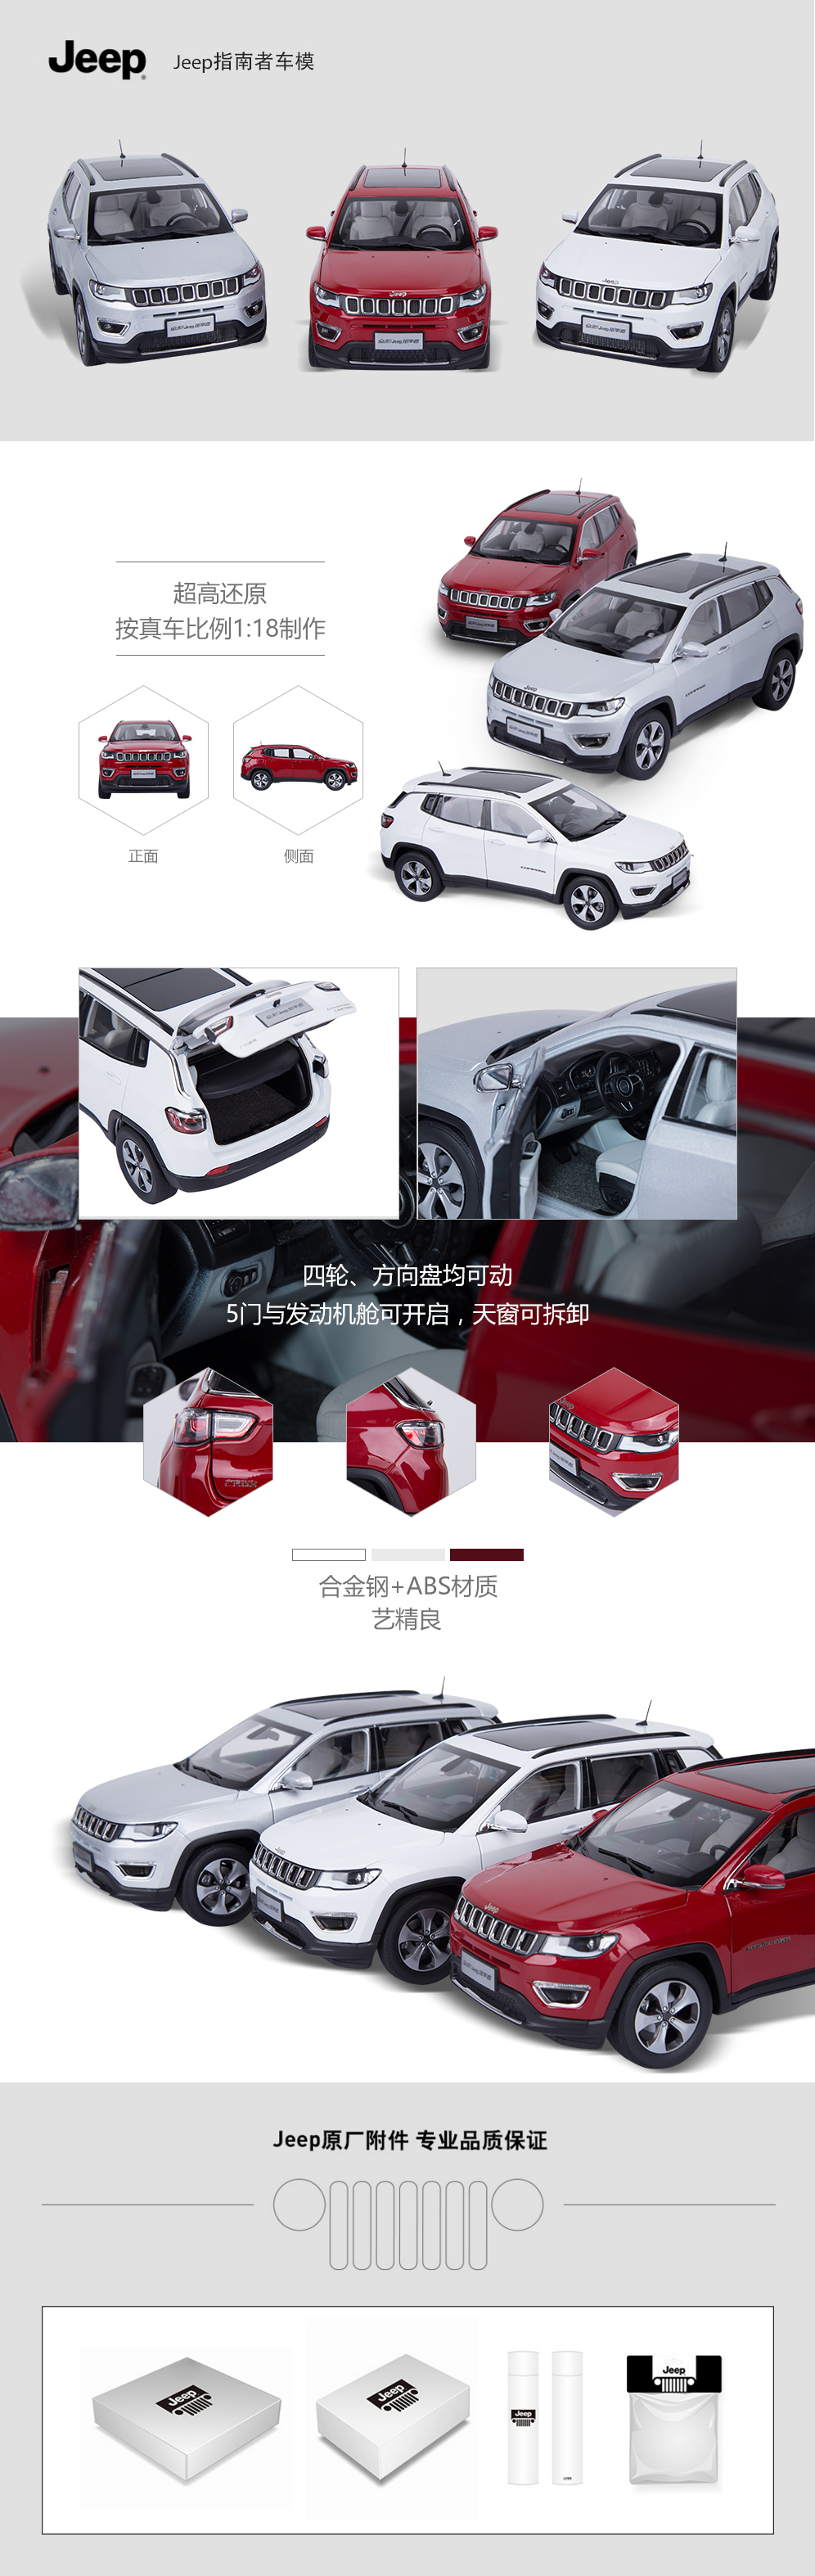 Jeep
Jeep指南者车模
超高还原
按真车比例1:18制作
正面
侧面
四轮、方向盘均可动
5门与发动机舱可开启，天窗可拆卸
合金钢+ABS材质
艺精良
Jeep原厂附件 专业品质保证
Jeep
Jeep
Jeep
Jeep